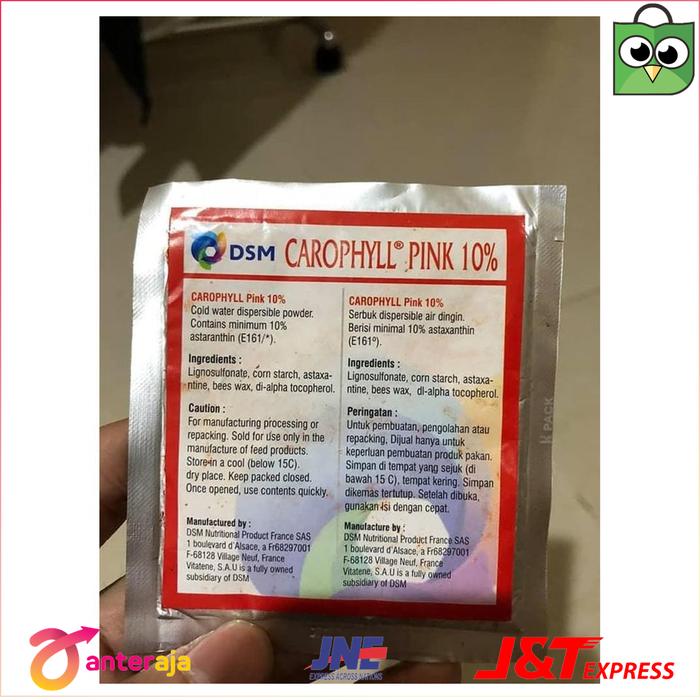 DSM CAROPHYLL® PINK 10%
CAROPHYLL Pink 10%
Cold water dispersible powder.
Contains minimum 10%
astaranthin (E161/*).
Ingredients :
Lignosulfonate, corn starch, astaxa-
ntine, bees wax, di-alpha tocopherol.
Caution :
For manufacturing processing or
repacking. Sold for use only in the
manufacture of feed products.
Store in a cool (below 15C).
dry place. Keep packed closed.
Once opened, use contents quickly.
Manufactured by :
DSM Nutritional Product France SAS
1 boulevard d'Alsace, a Fr68297001
F-68128 Village Neuf, France
Vitatene, S.A.U is a fully owned
subsidiary of DSM
CAROPHYLL Pink 10%
Serbuk dispersible air dingin.
Berisi minimal 10% astaxanthin
(E161º).
Ingredients :
Lignosulfonate, corn starch, astaxa-
ntine, bees wax, dl-alpha tocopherol.
Peringatan :
Untuk pembuatan, pengolahan atau
repacking, Dijual hanya untuk
keperluan pembuatan produk pakan.
Simpan di tempat yang sejuk (di
bawah 15 C), tempat kering. Simpan
dikemas tertutup. Setelah dibuka,
gunakan isi dengan cepat.
Manufacture by :
DSM Nutritional Product France SAS
1 boulevard d'Alsace, a Fr68297001
F-68128 Village Neuf, France
Vitatene, S.A.U is a fully owned
subsidiary of DSM
K PACK
anteraja
JNE
EXPRESS ACROSS NATIONS
J&T EXPRESS